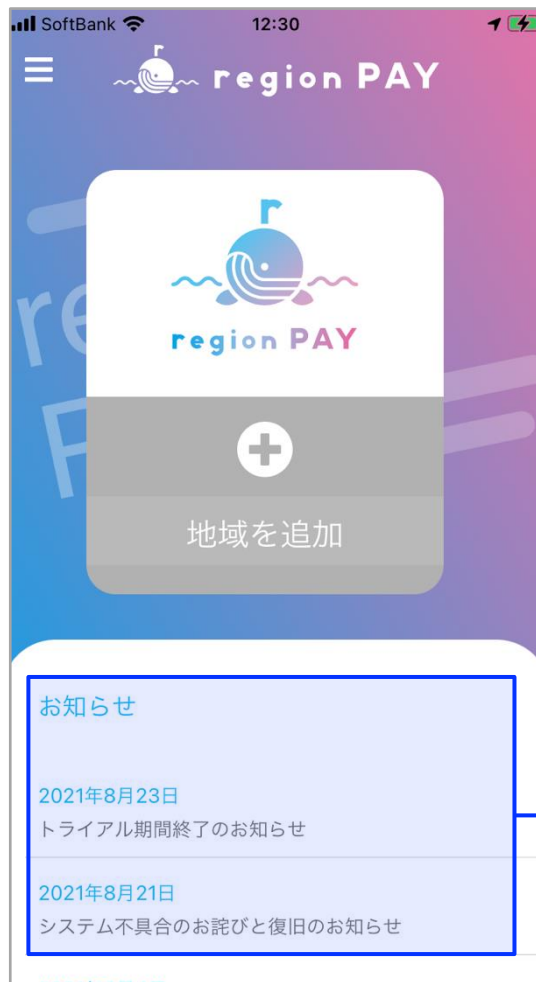 SoftBank 12:30
region PAY
re
P
r
region PAY
地域を追加
お知らせ
2021年8月23日
トライアル期間終了のお知らせ
2021年8月21日
システム不具合のお詫びと復旧のお知らせ